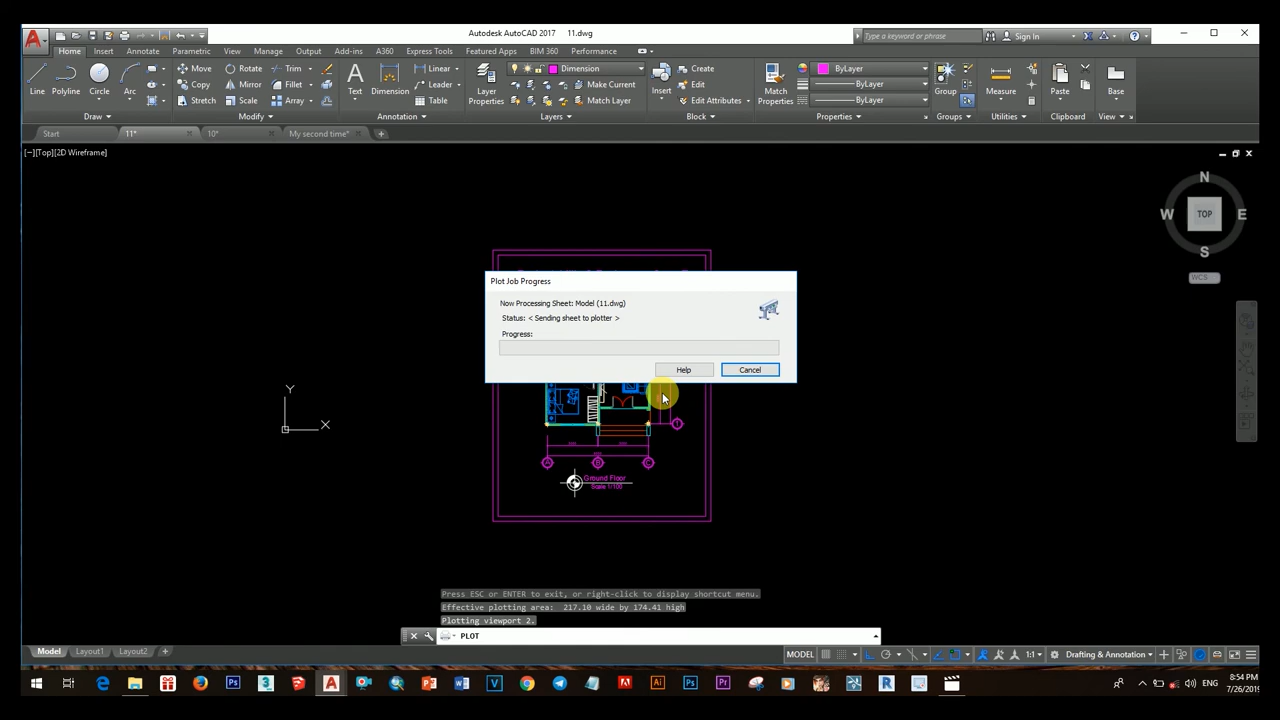 Autodesk AutoCAD 2017 11.dwg
Type a keyword or phrase
Sign In
Home Insert Annotate Parametric View Manage Output Add-ins A360 Express Tools Featured Apps BIM 360 Performance
Move Rotate Trim Linear Dimension Create ByLayer
Line Polyline Circle Arc Copy Mirror Fillet Text Dimension Leader Layer Properties Make Current Insert Edit Match Properties ByLayer Group Measure Paste Base
Stretch Scale Array Table Match Layer Edit Attributes ByLayer
Draw Modify Annotation Layers Block Properties Groups Utilities Clipboard View
Start 11* 10* My second time*
[−][Top][2D Wireframe]
N
W TOP E
S
WCS
Plot Job Progress
Now Processing Sheet: Model (11.dwg)
Status: < Sending sheet to plotter >
Progress:
Help Cancel
Y
X
1
A B C
Ground Floor
Scale 1/100
Press ESC or ENTER to exit, or right-click to display shortcut menu.
Effective plotting area: 217.10 wide by 174.41 high
Plotting viewport 2.
PLOT
Model Layout1 Layout2 +
MODEL 1:1 Drafting & Annotation
ENG
8:54 PM
7/26/2019